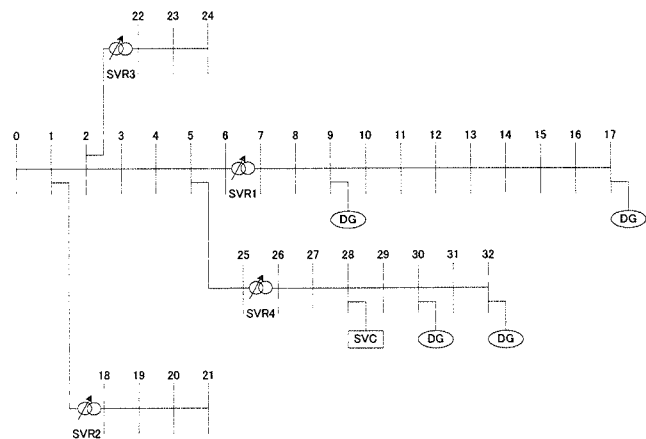 22 23 24
SVR3
0 1 2 3 4 5 6 7 8 9 10 11 12 13 14 15 16 17
SVR1
DG DG
25 26 27 28 29 30 31 32
SVR4
SVC DG DG
18 19 20 21
SVR2